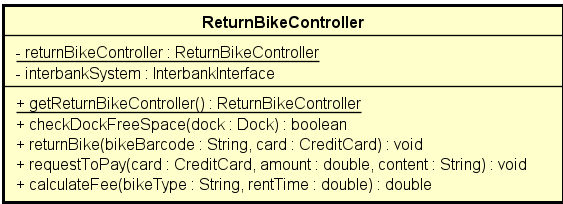 ReturnBikeController
- returnBikeController : ReturnBikeController
- interbankSystem : InterbankInterface
+ getReturnBikeController() : ReturnBikeController
+ checkDockFreeSpace(dock : Dock) : boolean
+ returnBike(bikeBarcode : String, card : CreditCard) : void
+ requestToPay(card : CreditCard, amount : double, content : String) : void
+ calculateFee(bikeType : String, rentTime : double) : double